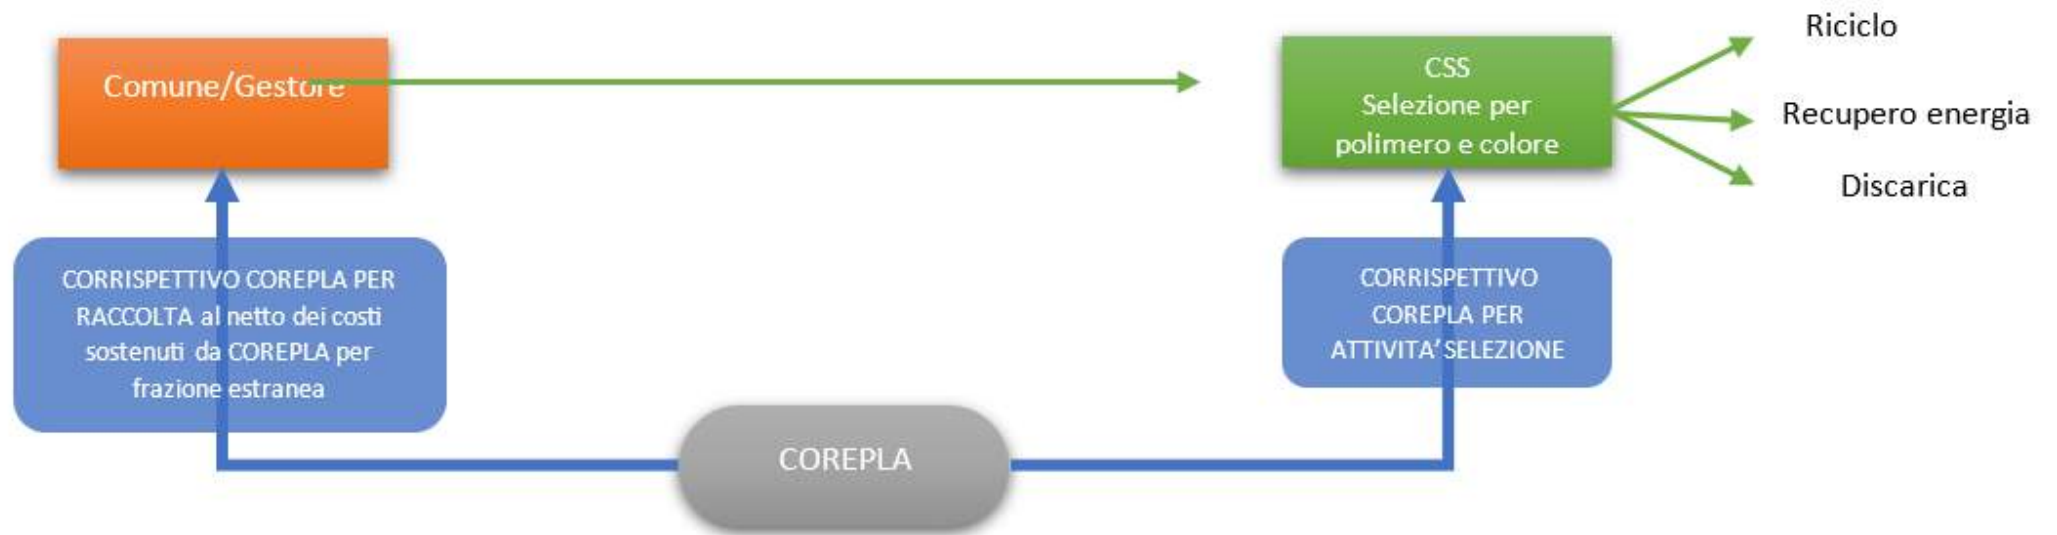 Comune/Gestore
CSS
Selezione per
polimero e colore
Riciclo
Recupero energia
Discarica
CORRISPETTIVO COREPLA PER
RACCOLTA al netto dei costi
sostenuti da COREPLA per
frazione estranea
CORRISPETTIVO
COREPLA PER
ATTIVITA’ SELEZIONE
COREPLA